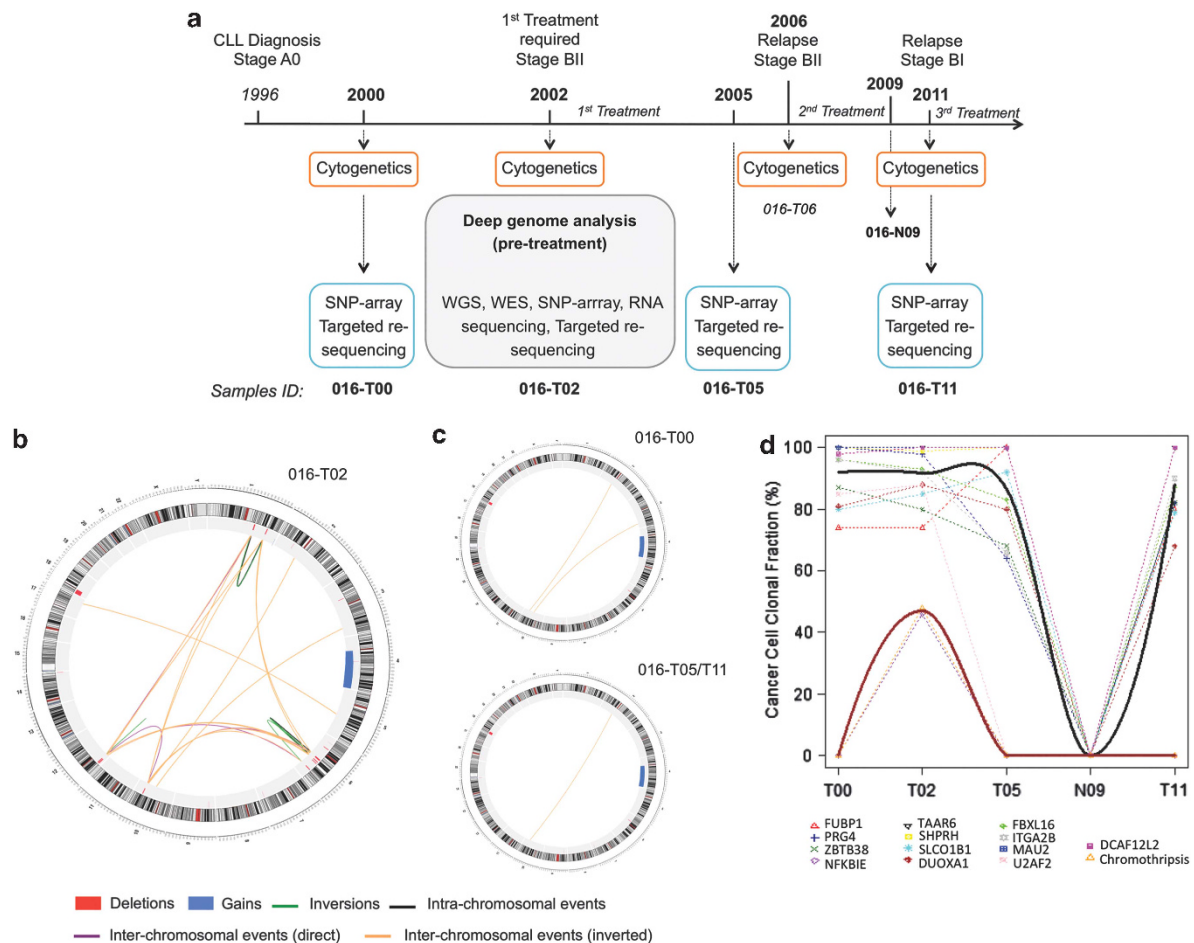 a
CLL Diagnosis
Stage A0
1st Treatment
required
Stage BII
2006
Relapse
Stage BII
Relapse
Stage BI
1996
2000
2002
1st Treatment
2005
2nd Treatment
2009
2011
3rd Treatment
Cytogenetics
Cytogenetics
Cytogenetics
Cytogenetics
016-T06
016-N09
Deep genome analysis
(pre-treatment)
WGS, WES, SNP-arrray, RNA
sequencing, Targeted re-
sequencing
SNP-array
Targeted re-
sequencing
SNP-array
Targeted re-
sequencing
SNP-array
Targeted re-
sequencing
Samples ID:
016-T00
016-T02
016-T05
016-T11
b
016-T02
c
016-T00
016-T05/T11
d
Cancer Cell Clonal Fraction (%)
100
80
60
40
20
0
T00 T02 T05 N09 T11
FUBP1
PRG4
ZBTB38
NFKBIE
TAAR6
SHPRH
SLCO1B1
DUOXA1
FBXL16
ITGA2B
MAU2
U2AF2
DCAF12L2
Chromothripsis
Deletions Gains Inversions Intra-chromosomal events
Inter-chromosomal events (direct) Inter-chromosomal events (inverted)